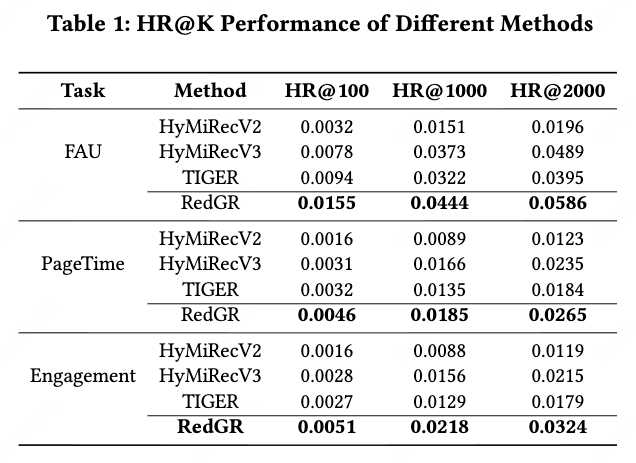 Table 1: HR@K Performance of Different Methods
Task Method HR@100 HR@1000 HR@2000
HyMiRecV2 0.0032 0.0151 0.0196
FAU HyMiRecV3 0.0078 0.0373 0.0489
TIGER 0.0094 0.0322 0.0395
RedGR 0.0155 0.0444 0.0586
HyMiRecV2 0.0016 0.0089 0.0123
PageTime HyMiRecV3 0.0031 0.0166 0.0235
TIGER 0.0032 0.0135 0.0184
RedGR 0.0046 0.0185 0.0265
HyMiRecV2 0.0016 0.0088 0.0119
Engagement HyMiRecV3 0.0028 0.0156 0.0215
TIGER 0.0027 0.0129 0.0179
RedGR 0.0051 0.0218 0.0324